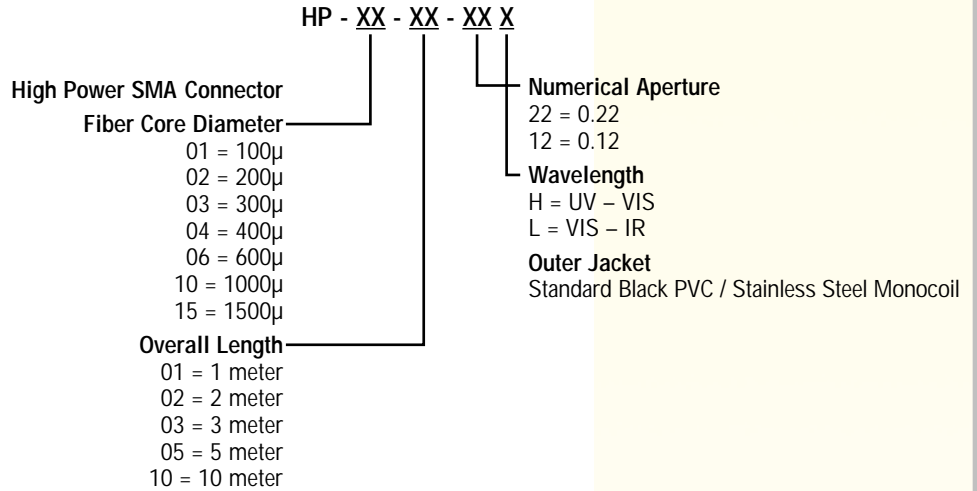 HP - XX - XX - XX X
High Power SMA Connector
Fiber Core Diameter
01 = 100µ
02 = 200µ
03 = 300µ
04 = 400µ
06 = 600µ
10 = 1000µ
15 = 1500µ
Overall Length
01 = 1 meter
02 = 2 meter
03 = 3 meter
05 = 5 meter
10 = 10 meter
Numerical Aperture
22 = 0.22
12 = 0.12
Wavelength
H = UV – VIS
L = VIS – IR
Outer Jacket
Standard Black PVC / Stainless Steel Monocoil